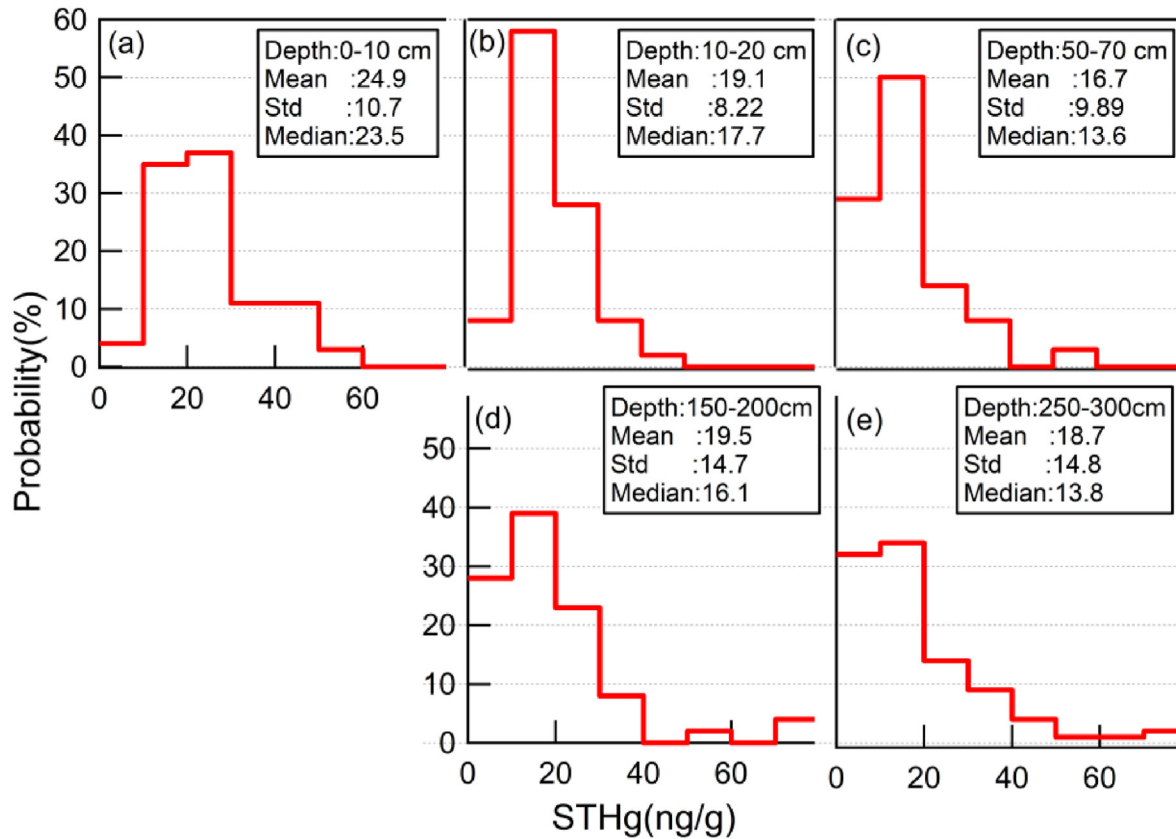 (a)
Depth:0-10 cm
Mean :24.9
Std :10.7
Median:23.5
(b)
Depth:10-20 cm
Mean :19.1
Std :8.22
Median:17.7
(c)
Depth:50-70 cm
Mean :16.7
Std :9.89
Median:13.6
60
50
40
30
20
10
0
0 20 40 60
Probability(%)
(d)
Depth:150-200cm
Mean :19.5
Std :14.7
Median:16.1
(e)
Depth:250-300cm
Mean :18.7
Std :14.8
Median:13.8
50
40
30
20
10
0
0 20 40 60
0 20 40 60
STHg(ng/g)